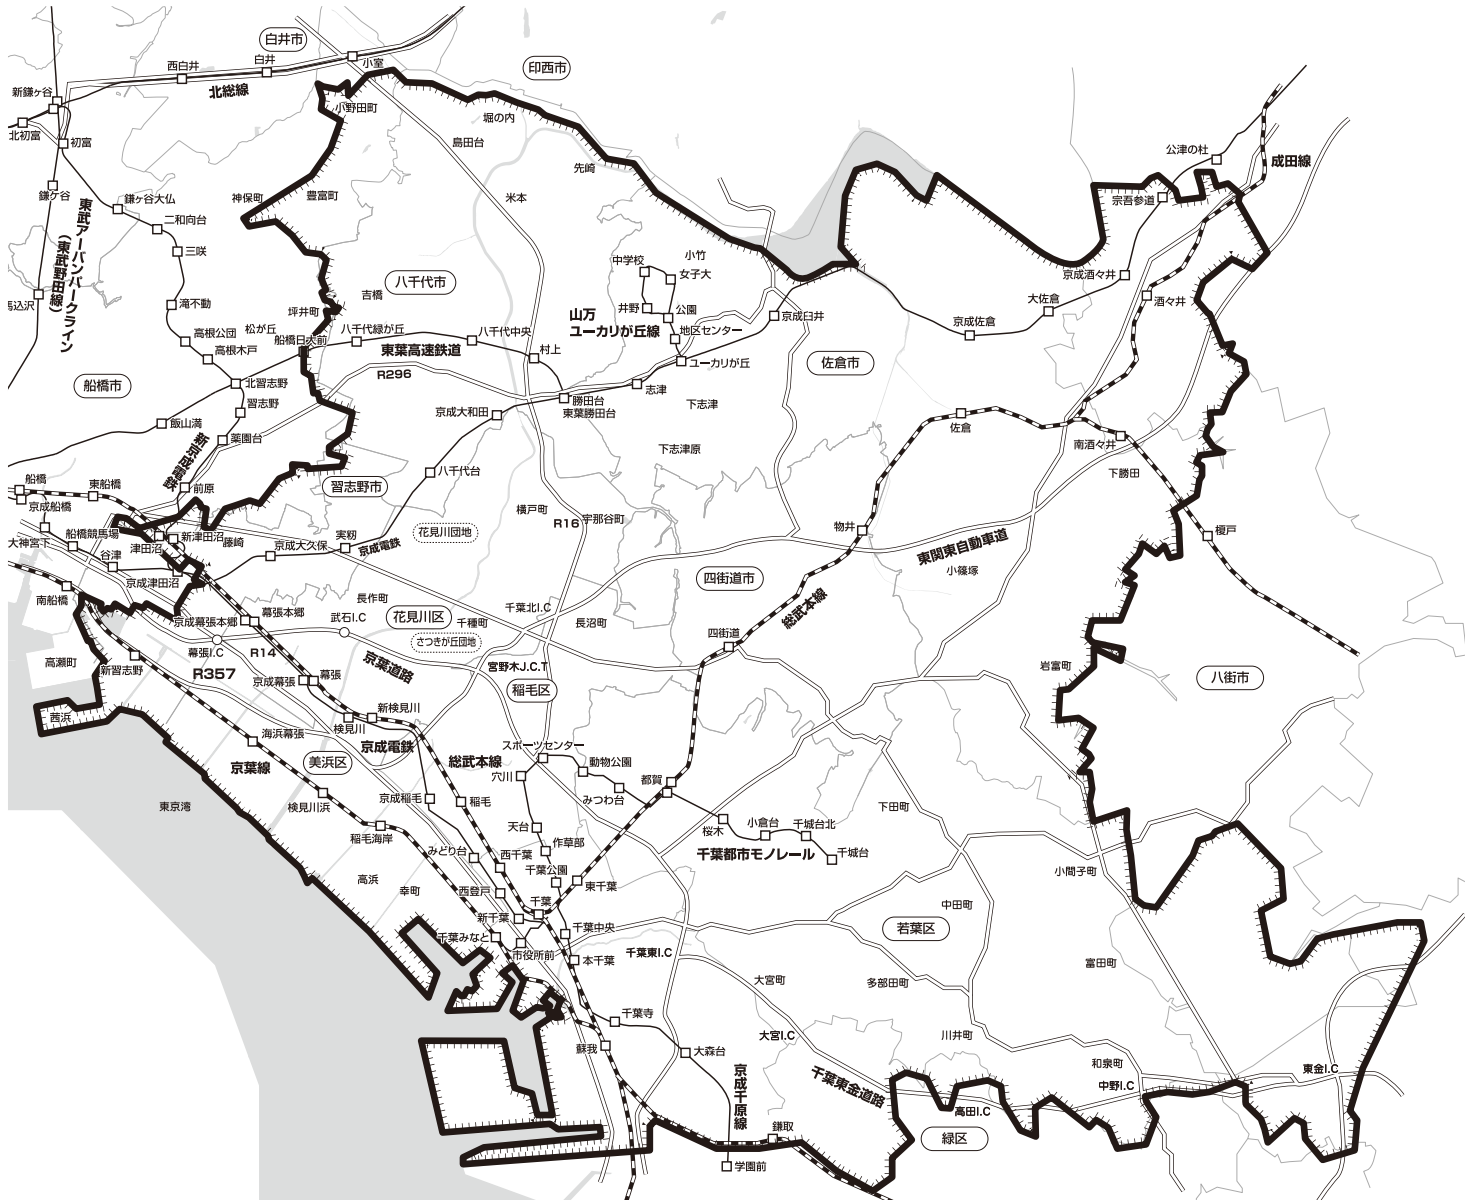 白井市
白井
西白井
小室
印西市
北総線
新鎌ヶ谷
北初富
初富
小野田町
堀の内
島田台
先崎
公津の杜
成田線
鎌ヶ谷
鎌ヶ谷大仏
神保町
豊富町
米本
宗吾参道
二和向台
三咲
東武アーバンパークライン
(東武野田線)
中学校
小竹
女子大
八千代市
京成酒々井
吉橋
大佐倉
酒々井
馬込沢
滝不動
坪井町
井野
公園
山万
ユーカリが丘線
京成臼井
京成佐倉
高根公団
松が丘
八千代緑が丘
八千代中央
地区センター
船橋日大前
高根木戸
東葉高速鉄道
村上
ユーカリが丘
佐倉市
船橋市
北習志野
R296
志津
習志野
京成大和田
勝田台
東葉勝田台
下志津
飯山満
薬園台
佐倉
南酒々井
新京成電鉄
下志津原
八千代台
下勝田
船橋
東船橋
前原
習志野市
京成船橋
横戸町
R16
宇那谷町
物井
榎戸
大神宮下
船橋競馬場
津田沼
新津田沼
藤崎
実籾
花見川団地
東関東自動車道
谷津
京成大久保
京成電鉄
小篠塚
京成津田沼
四街道市
南船橋
長作町
総武本線
幕張本郷
武石I.C
花見川区
千葉北I.C
京成幕張本郷
千種町
長沼町
四街道
さつきが丘団地
幕張I.C
R14
京葉道路
高瀬町
新習志野
宮野木J.C.T
岩富町
R357
京成幕張
幕張
稲毛区
八街市
茜浜
新検見川
検見川
海浜幕張
京成電鉄
スポーツセンター
京葉線
美浜区
総武本線
動物公園
穴川
都賀
東京湾
検見川浜
京成稲毛
稲毛
みつわ台
下田町
桜木
小倉台
千城台北
稲毛海岸
天台
作草部
千葉都市モノレール
千城台
みどり台
西千葉
千葉公園
小間子町
高浜
幸町
西登戸
東千葉
千葉
中田町
新千葉
千葉中央
若葉区
千葉みなと
市役所前
本千葉
千葉東I.C
富田町
大宮町
多部田町
千葉寺
大宮I.C
川井町
蘇我
大森台
京成千原線
千葉東金道路
和泉町
中野I.C
東金I.C
高田I.C
鎌取
緑区
学園前